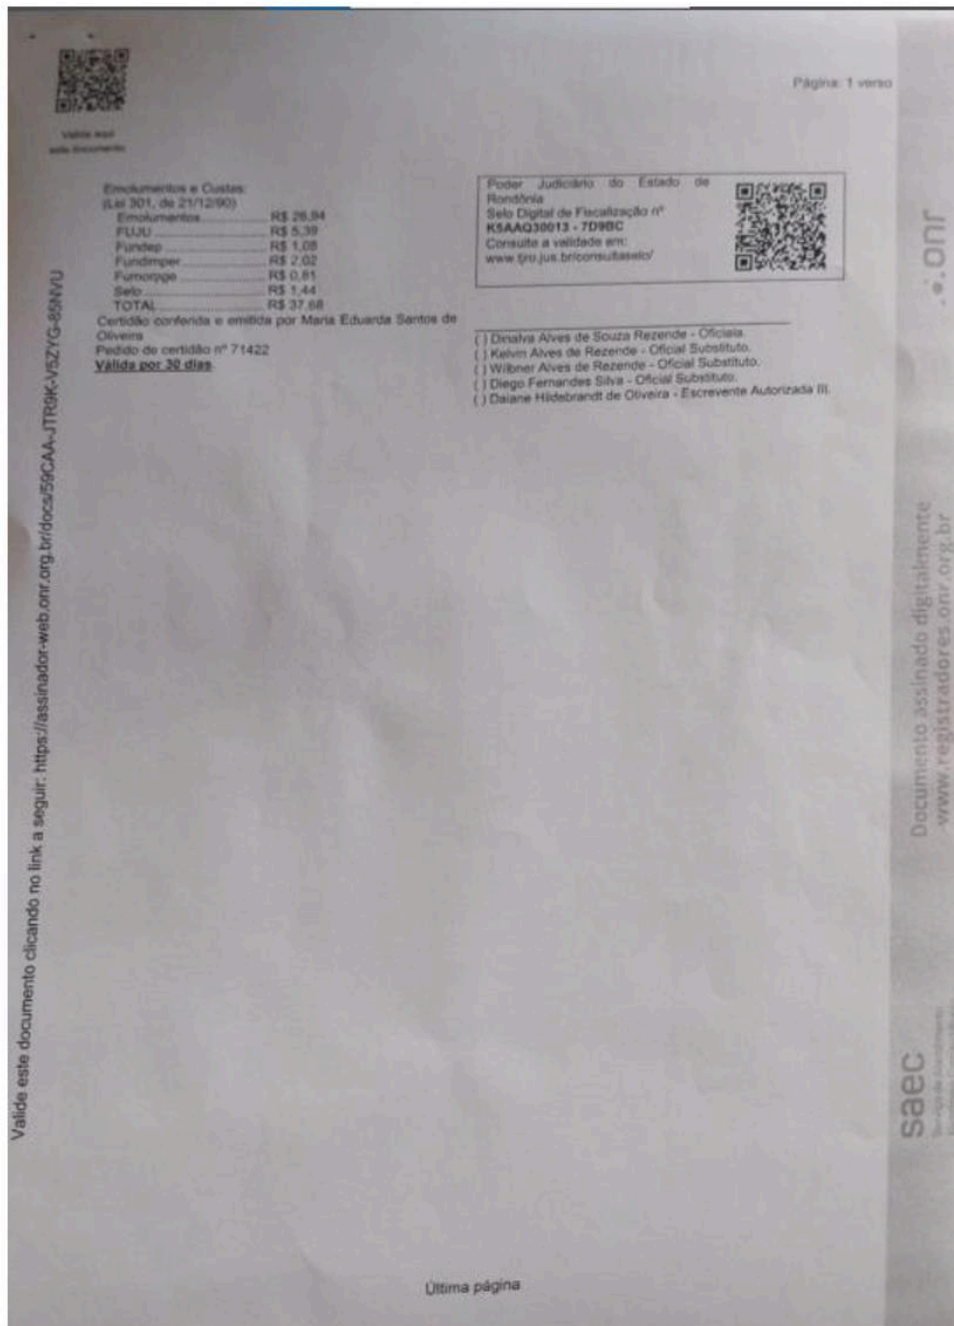 Página: 1 verso
Valide aqui
este documento
Emolumentos e Custas:
(Lei 301, de 21/12/90)
Emolumentos R$ 26,94
FUJU R$ 5,39
Fundep R$ 1,08
Fundimper R$ 2,02
Fumorpge R$ 0,81
Selo R$ 1,44
TOTAL R$ 37,68
Certidão conferida e emitida por Maria Eduarda Santos de
Oliveira
Pedido de certidão nº 71422
Válida por 30 dias
Poder Judiciário do Estado de
Rondônia
Selo Digital de Fiscalização nº
K5AAQ30013 - 7D9BC
Consulte a validade em:
www.tjro.jus.br/consultaselo/
( ) Dinalva Alves de Souza Rezende - Oficiala.
( ) Kelvin Alves de Rezende - Oficial Substituto.
( ) Wilbner Alves de Rezende - Oficial Substituto.
( ) Diego Fernandes Silva - Oficial Substituto.
( ) Daiane Hildebrandt de Oliveira - Escrevente Autorizada III.
Valide este documento clicando no link a seguir: https://assinador-web.onr.org.br/docs/59CAA-JTR9K-V5ZYG-85NVU
.onr
Documento assinado digitalmente
www.registradores.onr.org.br
saec
Última página